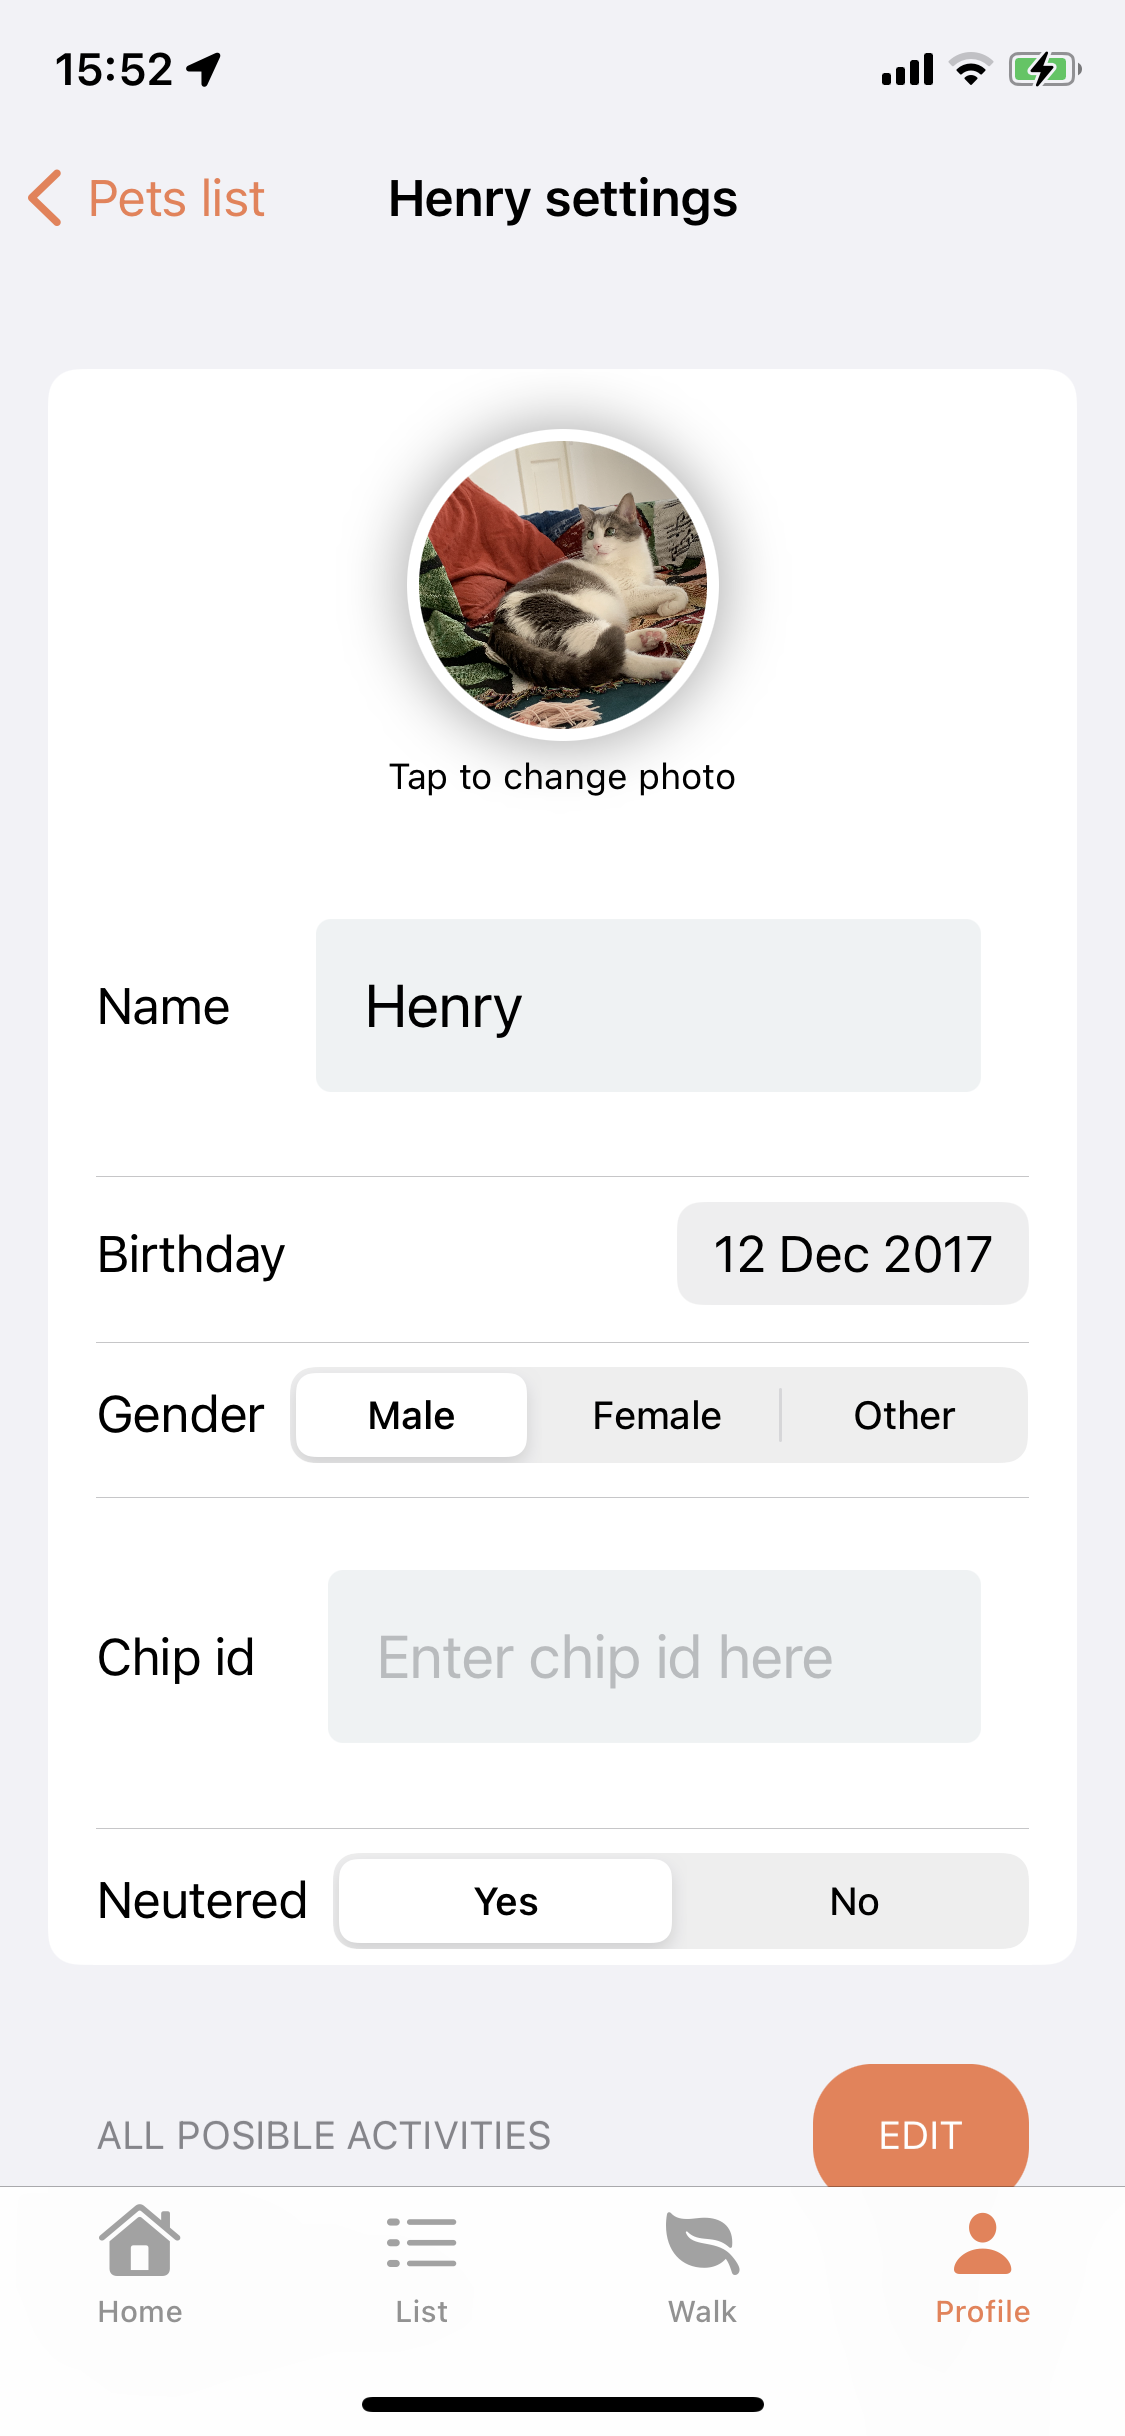 15:52
Pets list
Henry settings
Tap to change photo
Name
Henry
Birthday
12 Dec 2017
Gender
Male
Female
Other
Chip id
Enter chip id here
Neutered
Yes
No
ALL POSIBLE ACTIVITIES
EDIT
Home
List
Walk
Profile